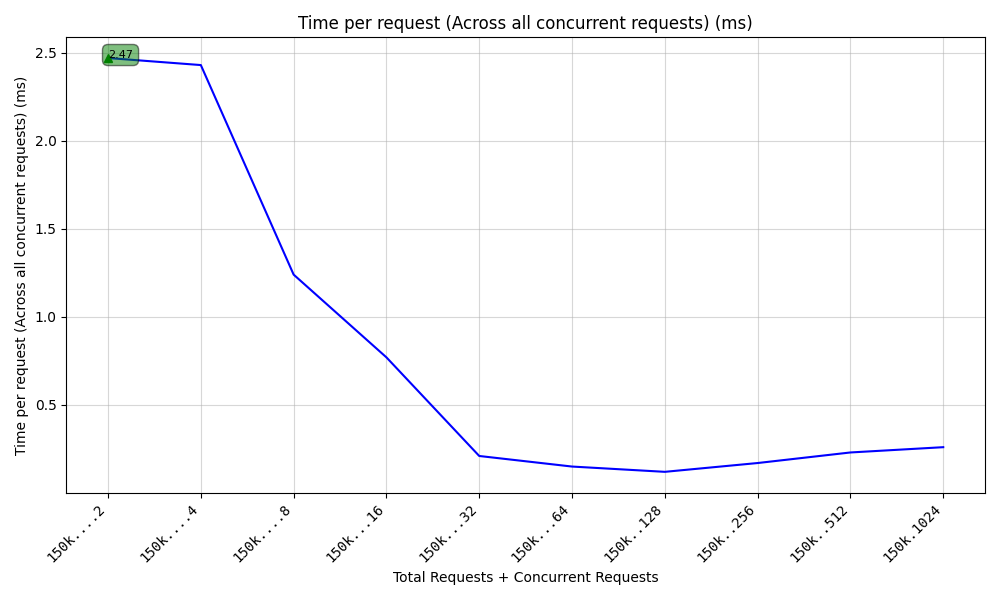 Time per request (Across all concurrent requests) (ms)
2.47
Time per request (Across all concurrent requests) (ms)
2.5
2.0
1.5
1.0
0.5
150k....2
150k....4
150k....8
150k...16
150k...32
150k...64
150k..128
150k..256
150k..512
150k.1024
Total Requests + Concurrent Requests